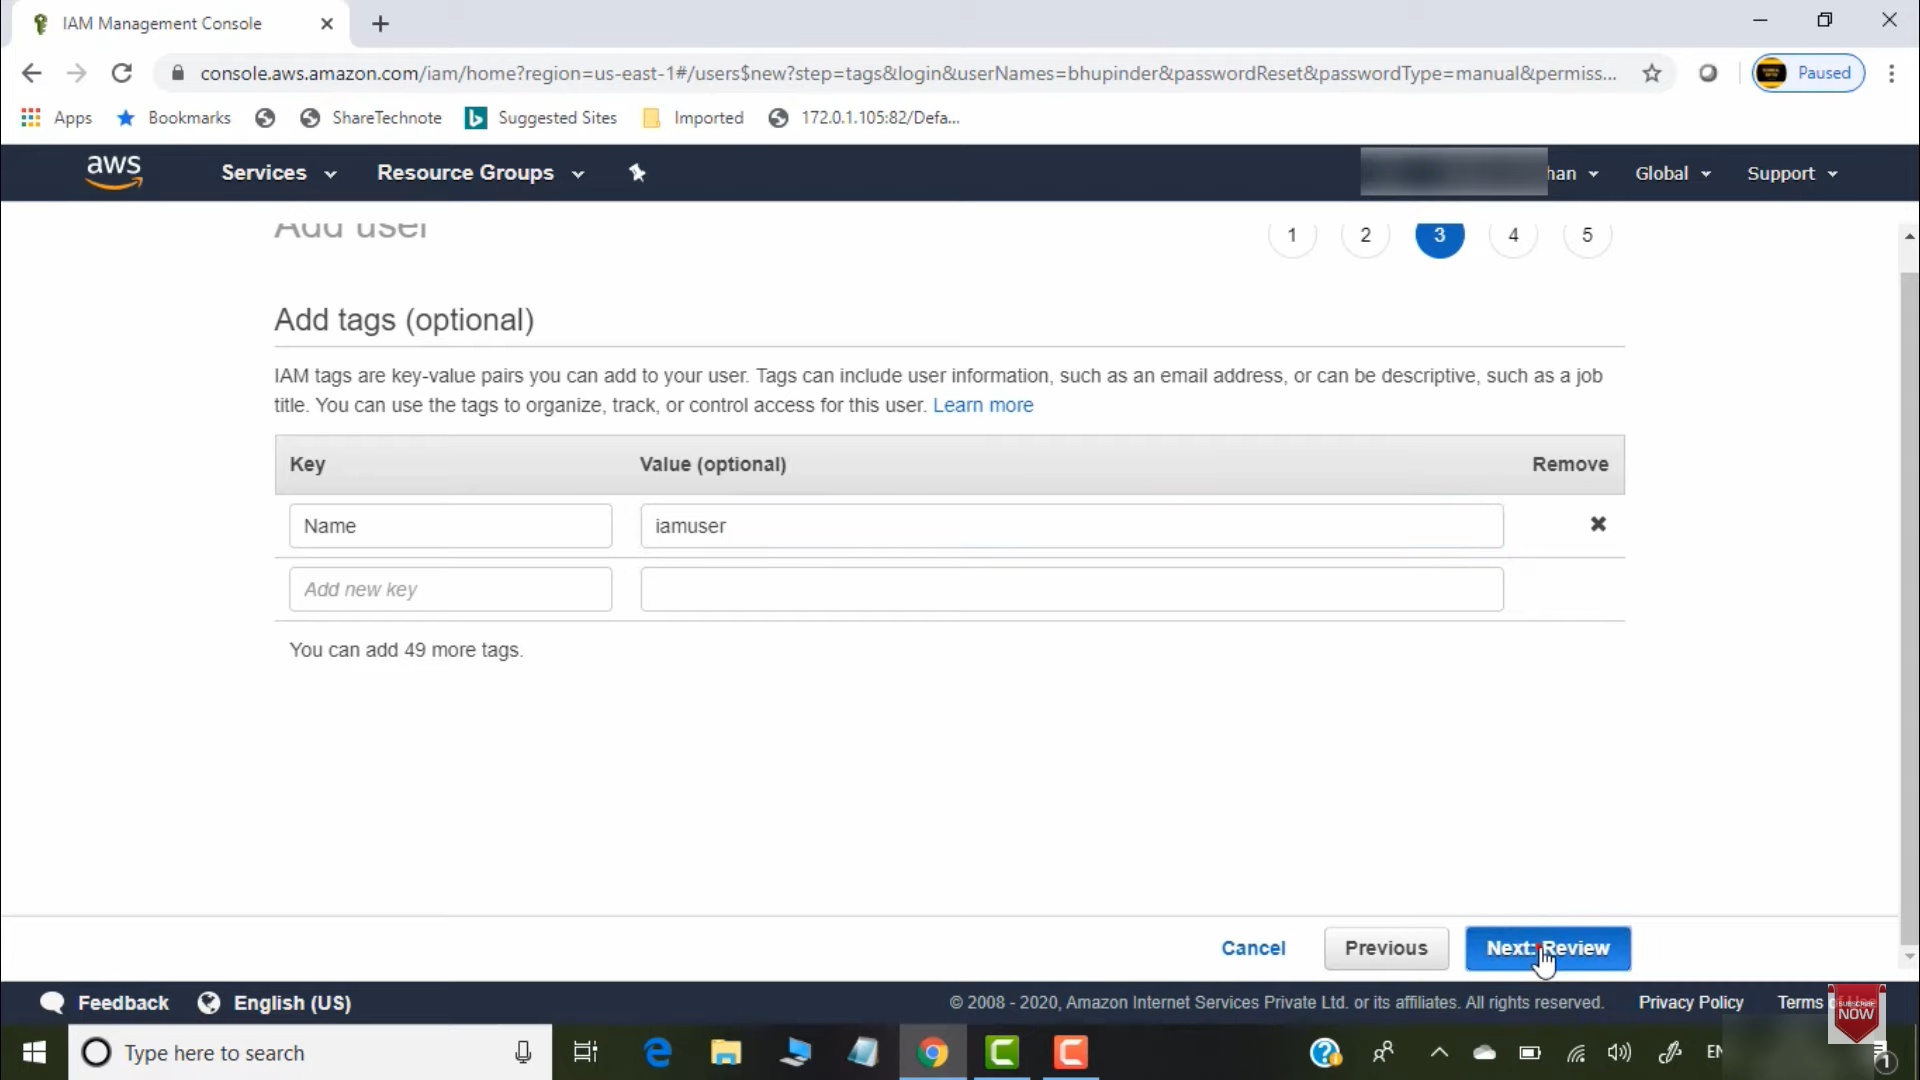 IAM Management Console
console.aws.amazon.com/iam/home?region=us-east-1#/users$new?step=tags&login&userNames=bhupinder&passwordReset&passwordType=manual&permiss...
Paused
Apps
Bookmarks
ShareTechnote
Suggested Sites
Imported
172.0.1.105:82/Defa...
aws
Services
Resource Groups
han
Global
Support
Add user
1
2
3
4
5
Add tags (optional)
IAM tags are key-value pairs you can add to your user. Tags can include user information, such as an email address, or can be descriptive, such as a job
title. You can use the tags to organize, track, or control access for this user. Learn more
Key
Value (optional)
Remove
Name
iamuser
Add new key
You can add 49 more tags.
Cancel
Previous
Next: Review
Feedback
English (US)
© 2008 - 2020, Amazon Internet Services Private Ltd. or its affiliates. All rights reserved.
Privacy Policy
Terms
SUBSCRIBE
NOW
Type here to search
1